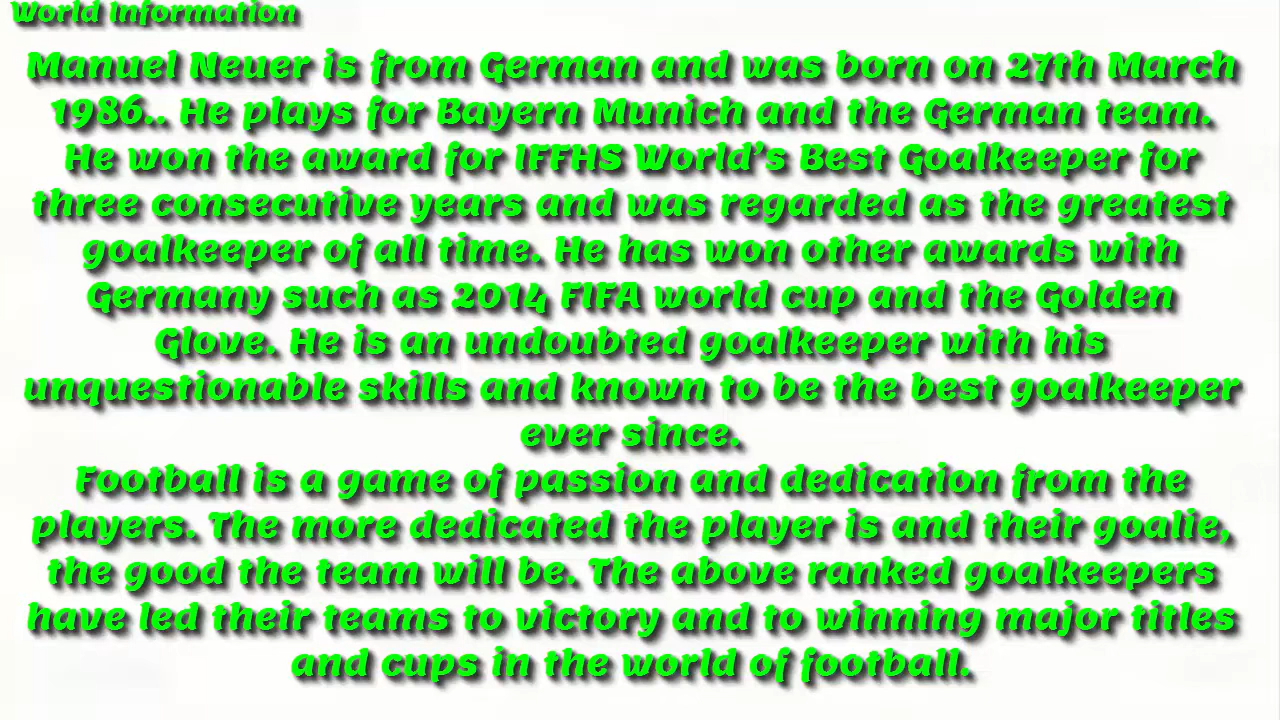 World Information
Manuel Neuer is from German and was born on 27th March
1986.. He plays for Bayern Munich and the German team.
He won the award for IFFHS World's Best Goalkeeper for
three consecutive years and was regarded as the greatest
goalkeeper of all time. He has won other awards with
Germany such as 2014 FIFA world cup and the Golden
Glove. He is an undoubted goalkeeper with his
unquestionable skills and known to be the best goalkeeper
ever since.
Football is a game of passion and dedication from the
players. The more dedicated the player is and their goalie,
the good the team will be. The above ranked goalkeepers
have led their teams to victory and to winning major titles
and cups in the world of football.